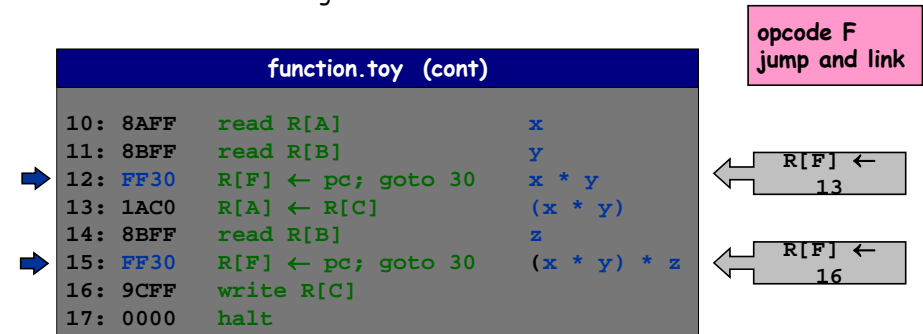 opcode F
jump and link
function.toy (cont)
10: 8AFF read R[A] x
11: 8BFF read R[B] y
12: FF30 R[F] ← pc; goto 30 x * y
R[F] ←
13
13: 1AC0 R[A] ← R[C] (x * y)
14: 8BFF read R[B] z
15: FF30 R[F] ← pc; goto 30 (x * y) * z
R[F] ←
16
16: 9CFF write R[C]
17: 0000 halt